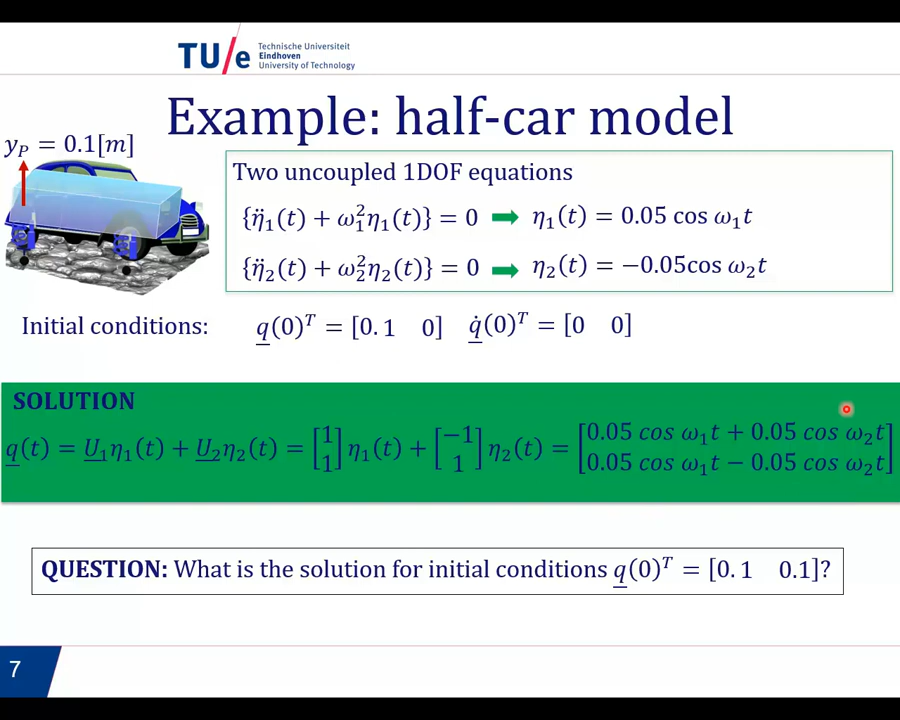 TU/e Technische Universiteit
Eindhoven
University of Technology
Example: half-car model
y_P = 0.1[m]
Two uncoupled 1DOF equations
{η̈₁(t) + ω₁²η₁(t)} = 0 ➡ η₁(t) = 0.05 cos ω₁t
{η̈₂(t) + ω₂²η₂(t)} = 0 ➡ η₂(t) = −0.05cos ω₂t
Initial conditions: q(0)ᵀ = [0.1 0] q̇(0)ᵀ = [0 0]
SOLUTION
q(t) = U₁η₁(t) + U₂η₂(t) = [1 1] η₁(t) + [−1 1] η₂(t) = [0.05 cos ω₁t + 0.05 cos ω₂t
0.05 cos ω₁t − 0.05 cos ω₂t]
QUESTION: What is the solution for initial conditions q(0)ᵀ = [0.1 0.1]?
7